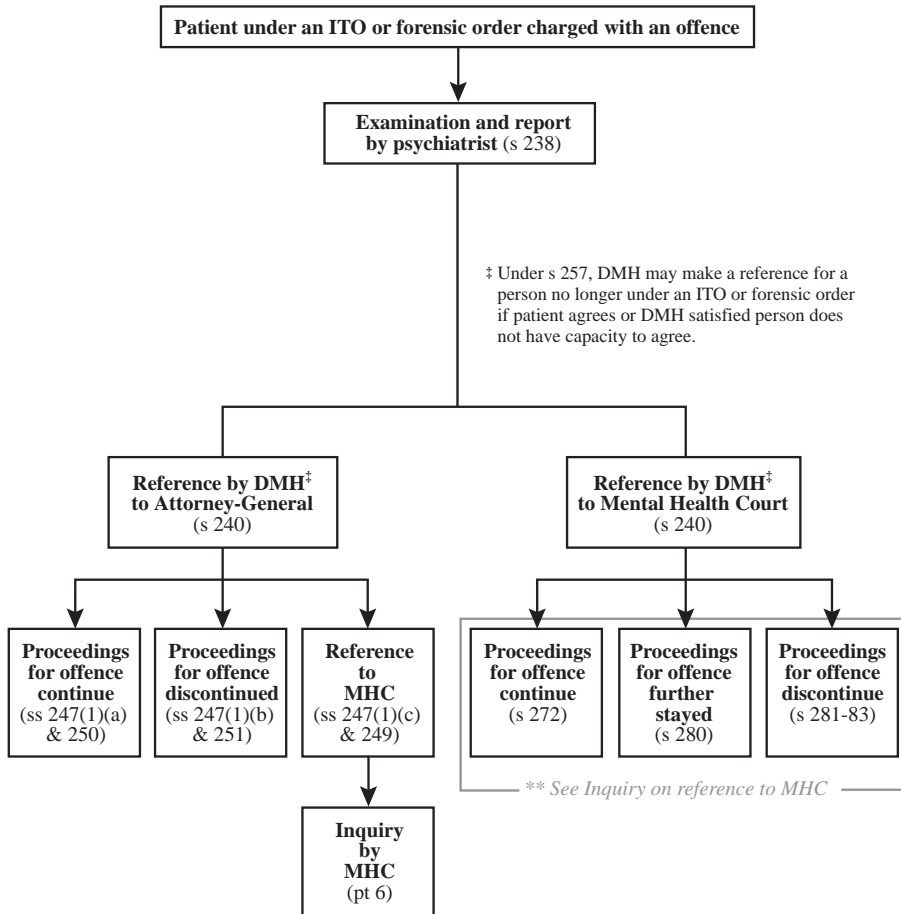 Patient under an ITO or forensic order charged with an offence
Examination and report
by psychiatrist (s 238)
‡ Under s 257, DMH may make a reference for a
person no longer under an ITO or forensic order
if patient agrees or DMH satisfied person does
not have capacity to agree.
Reference by DMH‡
to Attorney-General
(s 240)
Reference by DMH‡
to Mental Health Court
(s 240)
Proceedings
for offence
continue
(ss 247(1)(a)
& 250)
Proceedings
for offence
discontinued
(ss 247(1)(b)
& 251)
Reference
to
MHC
(ss 247(1)(c)
& 249)
Proceedings
for offence
continue
(s 272)
Proceedings
for offence
further
stayed
(s 280)
Proceedings
for offence
discontinue
(s 281-83)
** See Inquiry on reference to MHC
Inquiry
by
MHC
(pt 6)